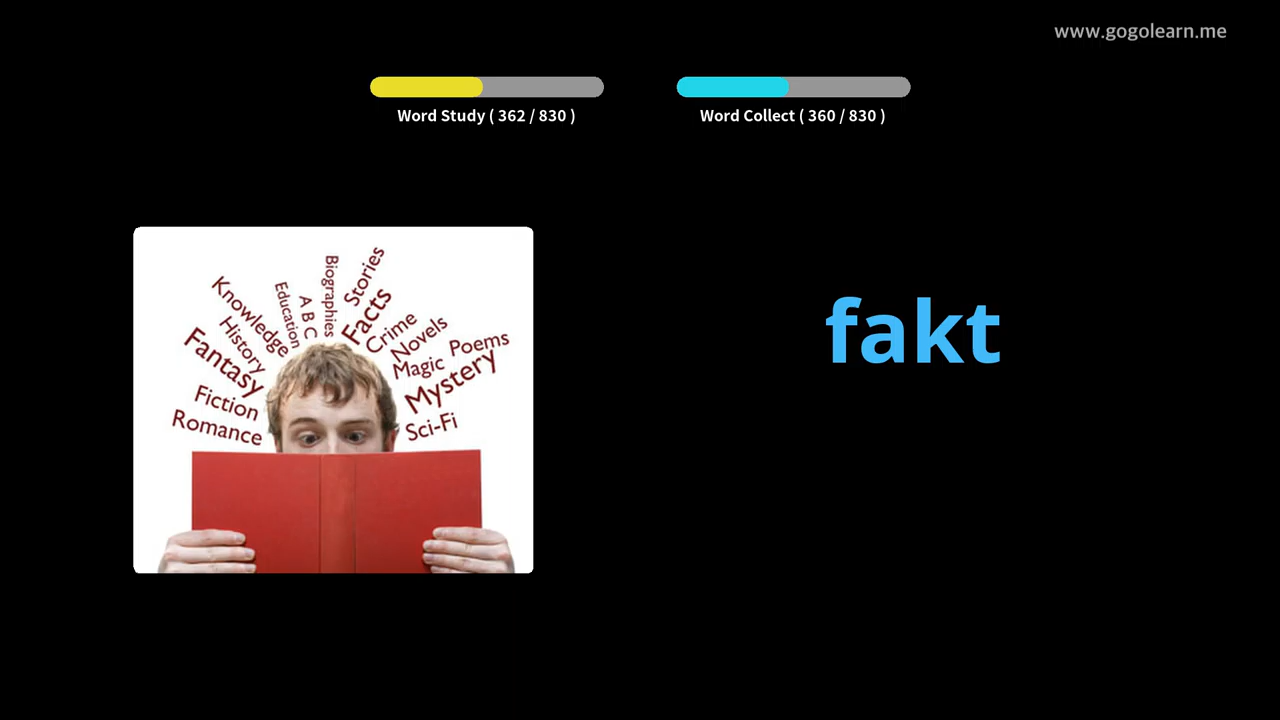 www.gogolearn.me
Word Study ( 362 / 830 )
Word Collect ( 360 / 830 )
fakt
Biographies
Stories
Education
A B C
Facts
Knowledge
Crime
History
Novels
Fantasy
Magic
Poems
Mystery
Fiction
Romance
Sci-Fi